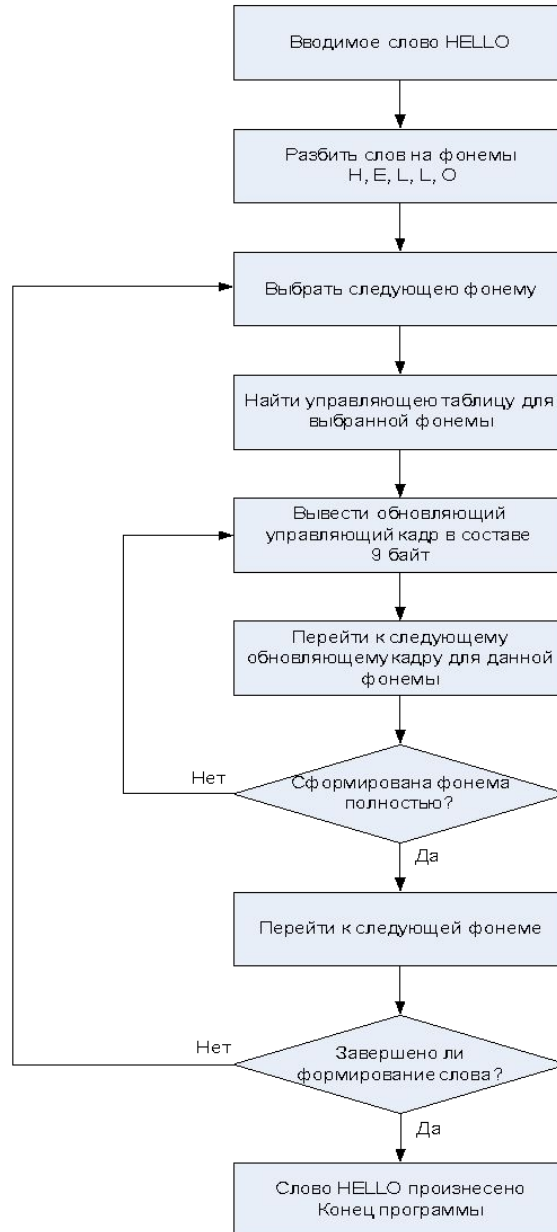 Вводимое слово HELLO
Разбить слов на фонемы
H, E, L, L, O
Выбрать следующею фонему
Найти управляющею таблицу для
выбранной фонемы
Вывести обновляющий
управляющий кадр в составе
9 байт
Перейти к следующему
обновляющему кадру для данной
фонемы
Нет
Сформирована фонема
полностью?
Да
Перейти к следующей фонеме
Нет
Завершено ли
формирование слова?
Да
Слово HELLO произнесено
Конец программы